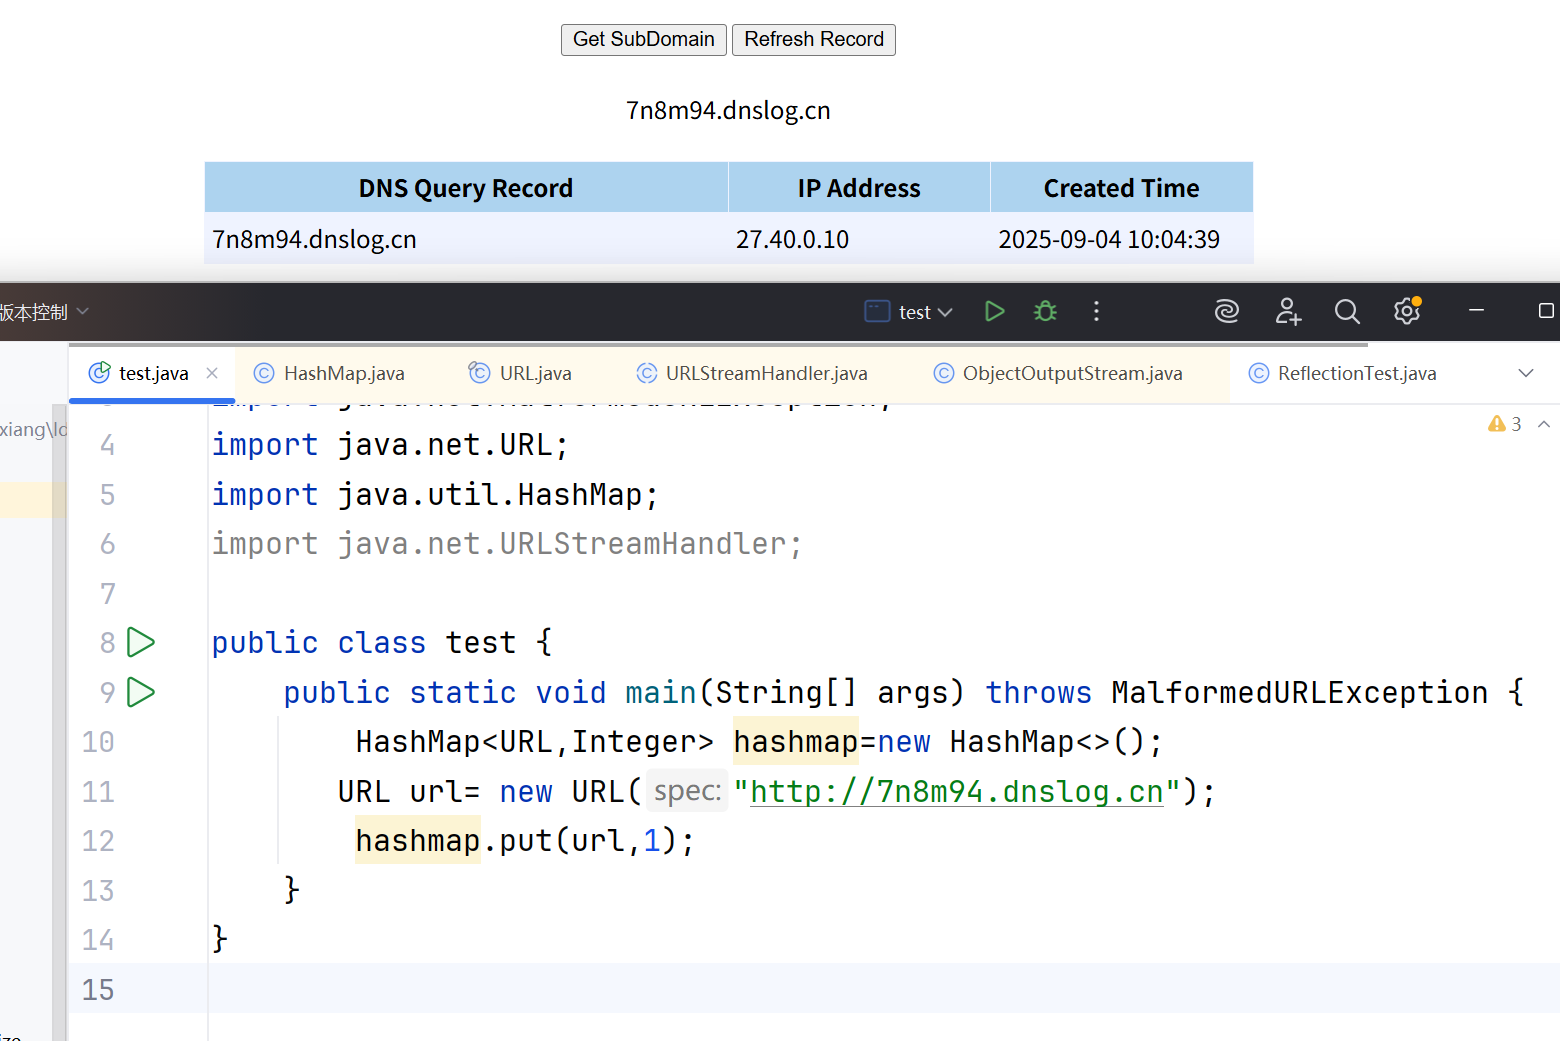 Get SubDomain Refresh Record
7n8m94.dnslog.cn
DNS Query Record IP Address Created Time
7n8m94.dnslog.cn 27.40.0.10 2025-09-04 10:04:39
版本控制 test
test.java HashMap.java URL.java URLStreamHandler.java ObjectOutputStream.java ReflectionTest.java
3
4 import java.net.URL;
5 import java.util.HashMap;
6 import java.net.URLStreamHandler;
7
8 public class test {
9 public static void main(String[] args) throws MalformedURLException {
10 HashMap<URL,Integer> hashmap=new HashMap<>();
11 URL url= new URL( spec: "http://7n8m94.dnslog.cn");
12 hashmap.put(url,1);
13 }
14 }
15